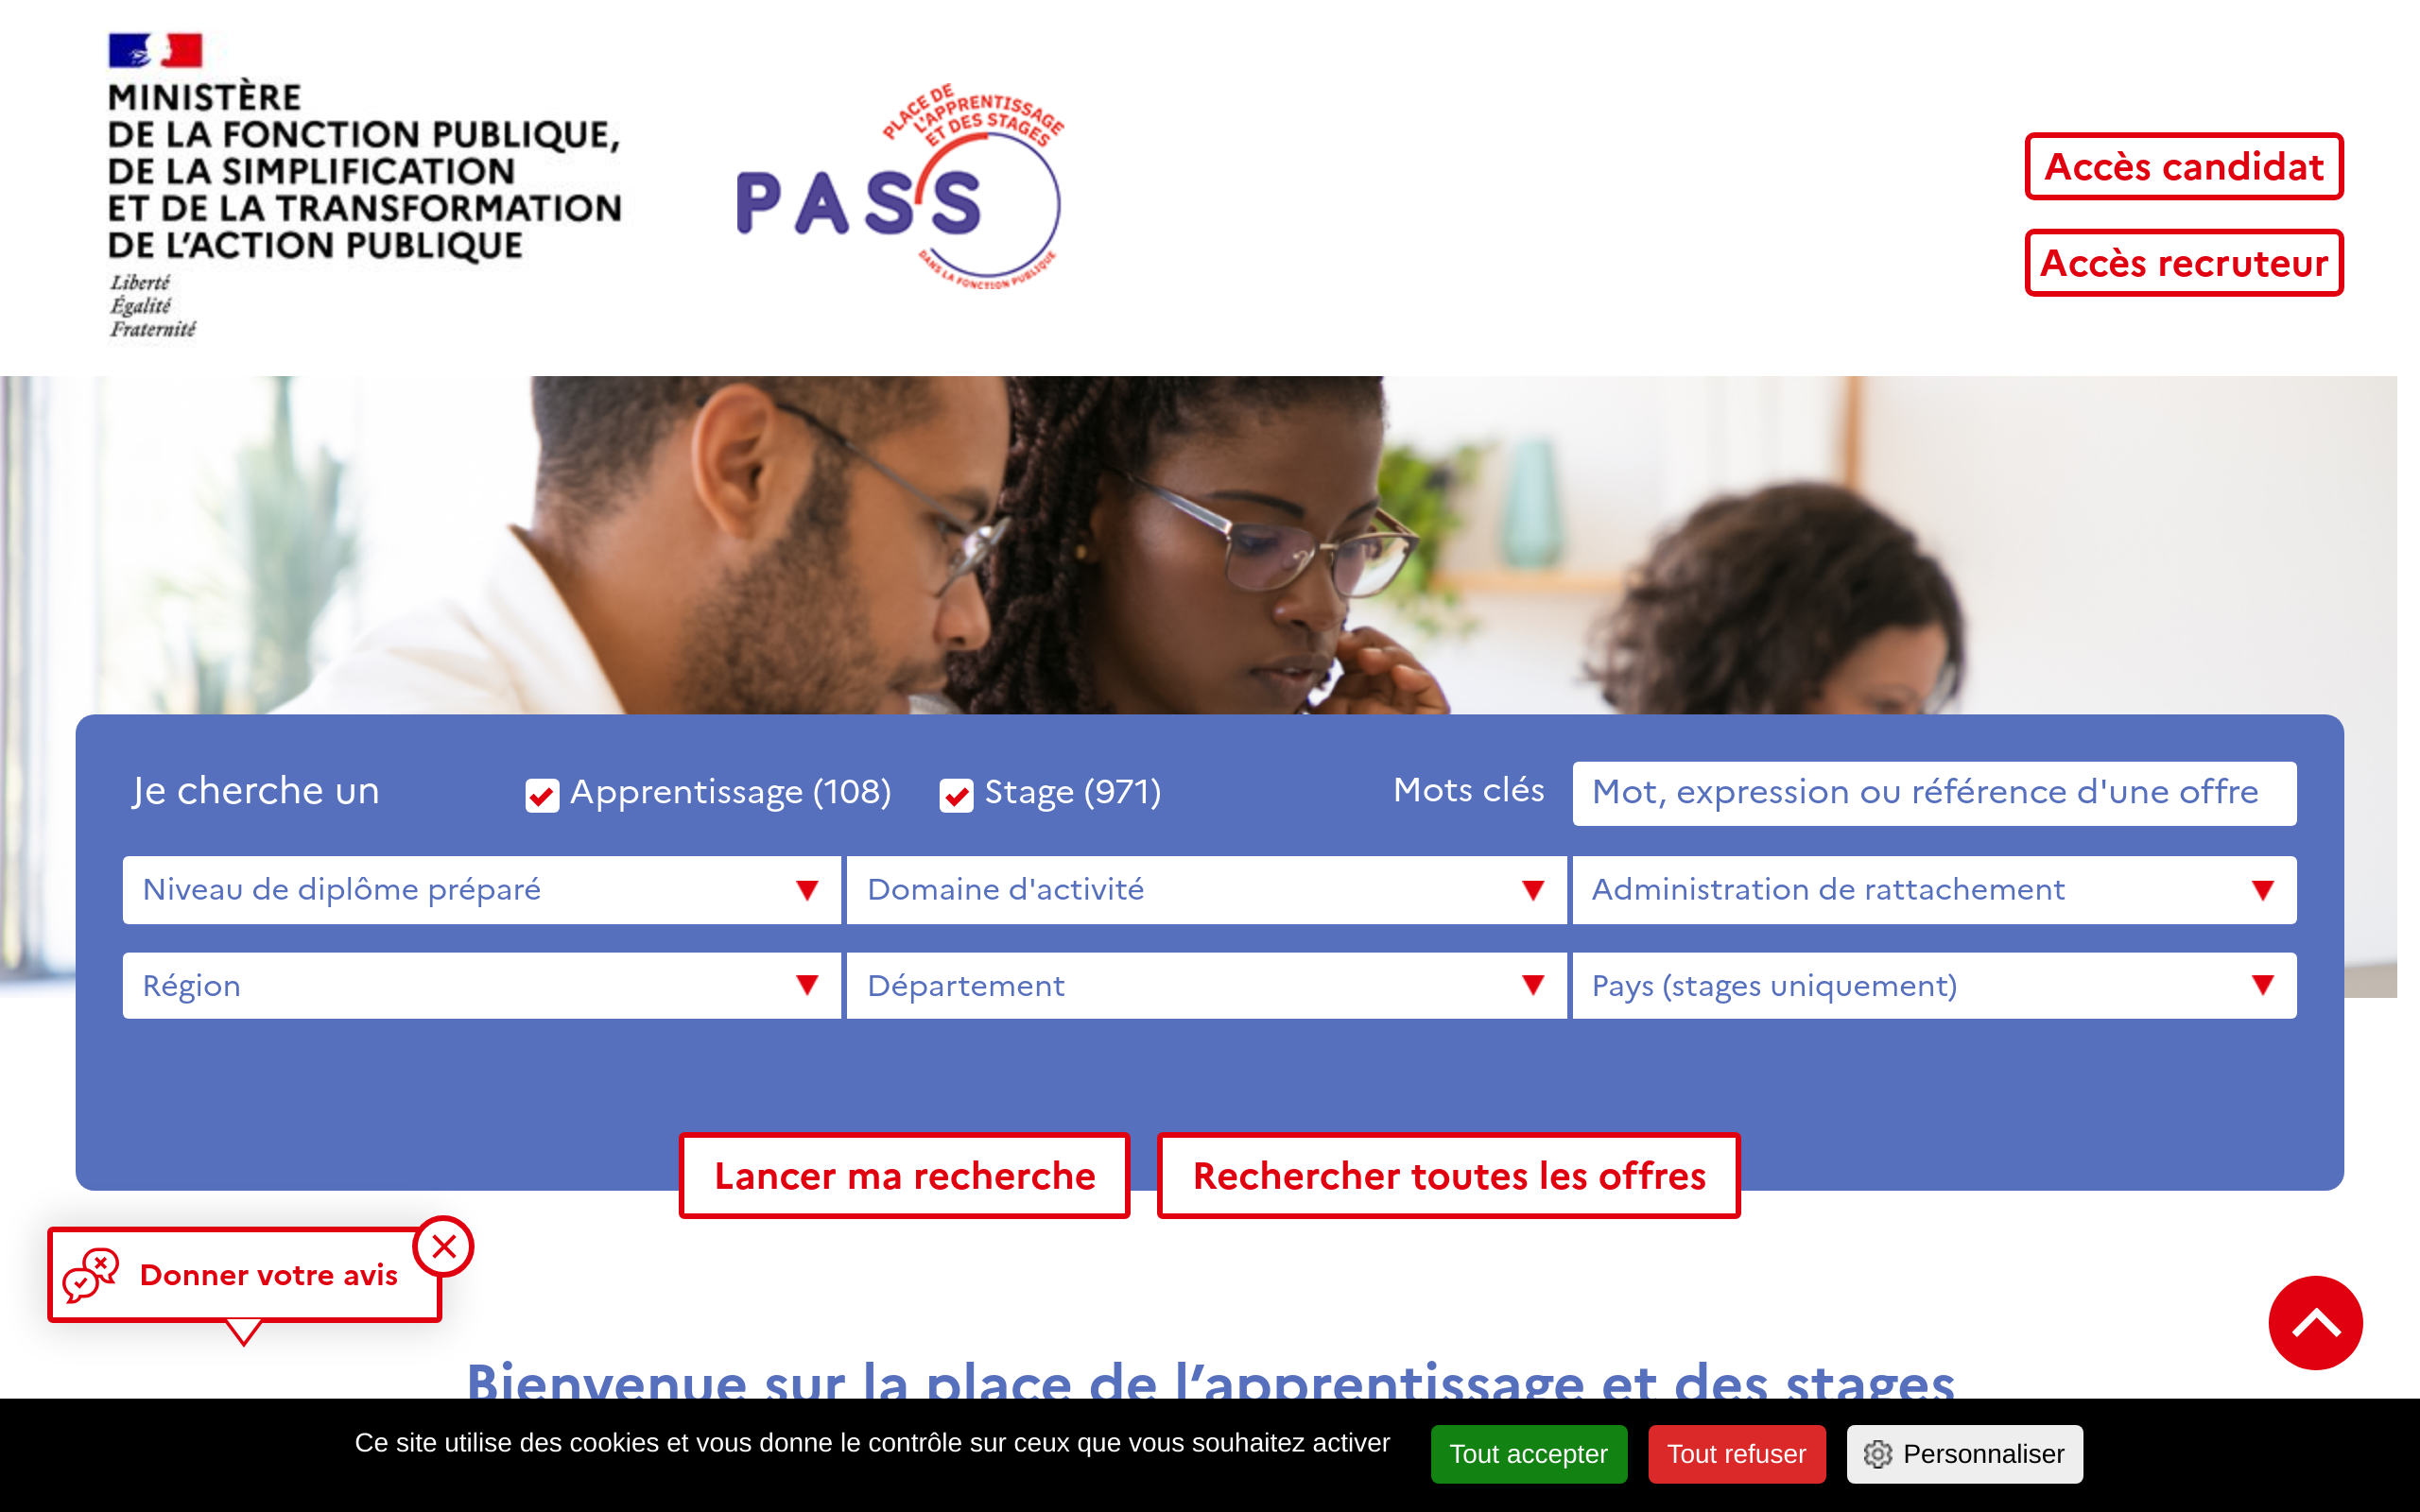 MINISTÈRE
DE LA FONCTION PUBLIQUE,
DE LA SIMPLIFICATION
ET DE LA TRANSFORMATION
DE L’ACTION PUBLIQUE
Liberté
Égalité
Fraternité
PLACE DE
L'APPRENTISSAGE
ET DES STAGES
PASS
DANS LA FONCTION PUBLIQUE
Accès candidat
Accès recruteur
Je cherche un
Apprentissage (108)
Stage (971)
Mots clés
Mot, expression ou référence d'une offre
Niveau de diplôme préparé
Domaine d'activité
Administration de rattachement
Région
Département
Pays (stages uniquement)
Lancer ma recherche
Rechercher toutes les offres
Donner votre avis
Bienvenue sur la place de l’apprentissage et des stages
Ce site utilise des cookies et vous donne le contrôle sur ceux que vous souhaitez activer
Tout accepter
Tout refuser
Personnaliser